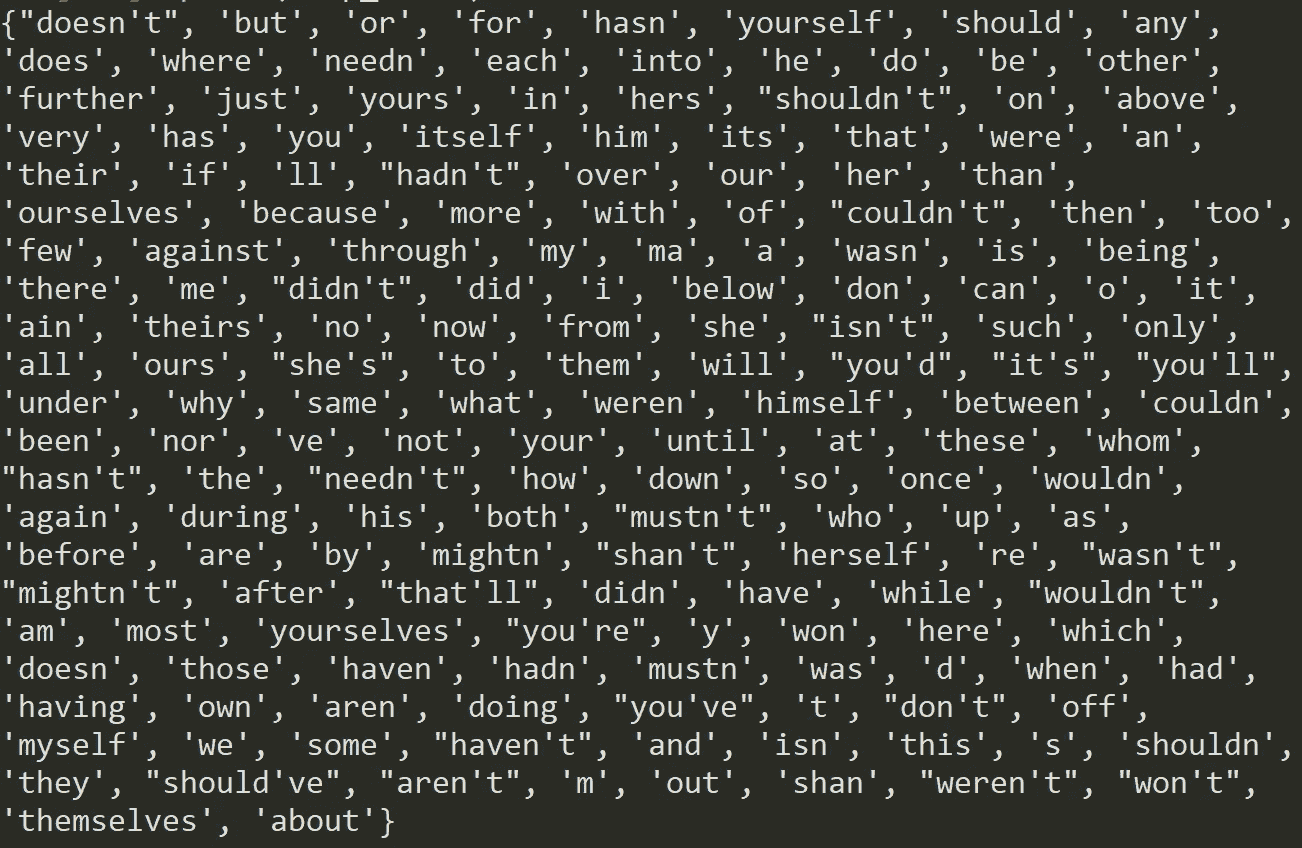 {"doesn't", 'but', 'or', 'for', 'hasn', 'yourself', 'should', 'any',
'does', 'where', 'needn', 'each', 'into', 'he', 'do', 'be', 'other',
'further', 'just', 'yours', 'in', 'hers', "shouldn't", 'on', 'above',
'very', 'has', 'you', 'itself', 'him', 'its', 'that', 'were', 'an',
'their', 'if', 'll', "hadn't", 'over', 'our', 'her', 'than',
'ourselves', 'because', 'more', 'with', 'of', "couldn't", 'then', 'too',
'few', 'against', 'through', 'my', 'ma', 'a', 'wasn', 'is', 'being',
'there', 'me', "didn't", 'did', 'i', 'below', 'don', 'can', 'o', 'it',
'ain', 'theirs', 'no', 'now', 'from', 'she', "isn't", 'such', 'only',
'all', 'ours', "she's", 'to', 'them', 'will', "you'd", "it's", "you'll",
'under', 'why', 'same', 'what', 'weren', 'himself', 'between', 'couldn',
'been', 'nor', 've', 'not', 'your', 'until', 'at', 'these', 'whom',
"hasn't", 'the', "needn't", 'how', 'down', 'so', 'once', 'wouldn',
'again', 'during', 'his', 'both', "mustn't", 'who', 'up', 'as',
'before', 'are', 'by', 'mightn', "shan't", 'herself', 're', "wasn't",
"mightn't", 'after', "that'll", 'didn', 'have', 'while', "wouldn't",
'am', 'most', 'yourselves', "you're", 'y', 'won', 'here', 'which',
'doesn', 'those', 'haven', 'hadn', 'mustn', 'was', 'd', 'when', 'had',
'having', 'own', 'aren', 'doing', "you've", 't', "don't", 'off',
'myself', 'we', 'some', "haven't", 'and', 'isn', 'this', 's', 'shouldn',
'they', "should've", "aren't", 'm', 'out', 'shan', "weren't", "won't",
'themselves', 'about'}